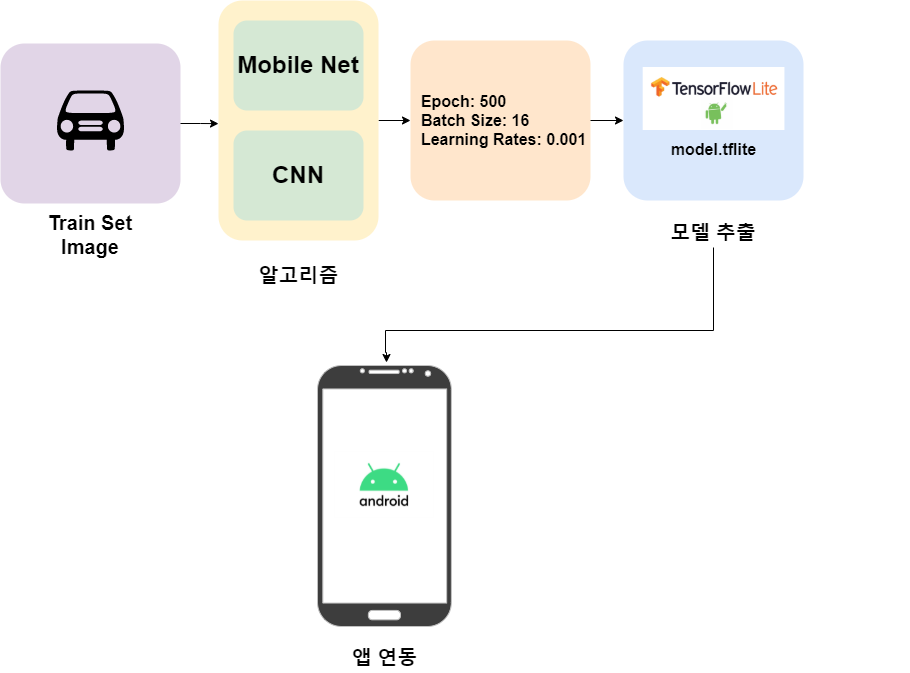 Mobile Net
CNN
Train Set
Image
알고리즘
Epoch: 500
Batch Size: 16
Learning Rates: 0.001
TensorFlow Lite
model.tflite
모델 추출
android
앱 연동